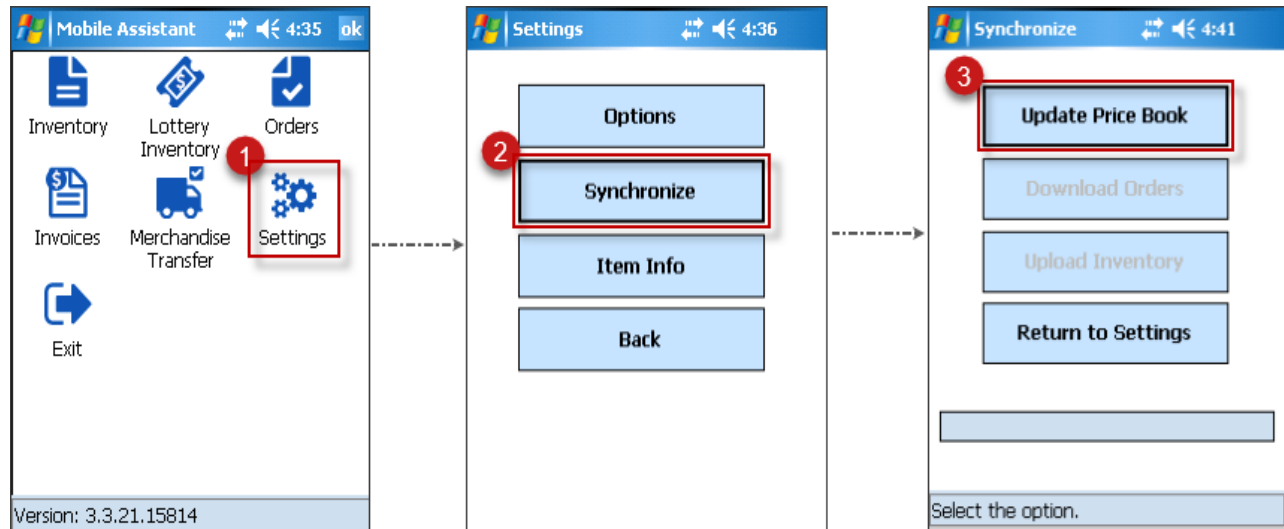 Mobile Assistant 4:35 ok
Inventory
Lottery
Inventory
Orders
1
Invoices
Merchandise
Transfer
Settings
Exit
Version: 3.3.21.15814
Settings 4:36
Options
2
Synchronize
Item Info
Back
Synchronize 4:41
3
Update Price Book
Download Orders
Upload Inventory
Return to Settings
Select the option.